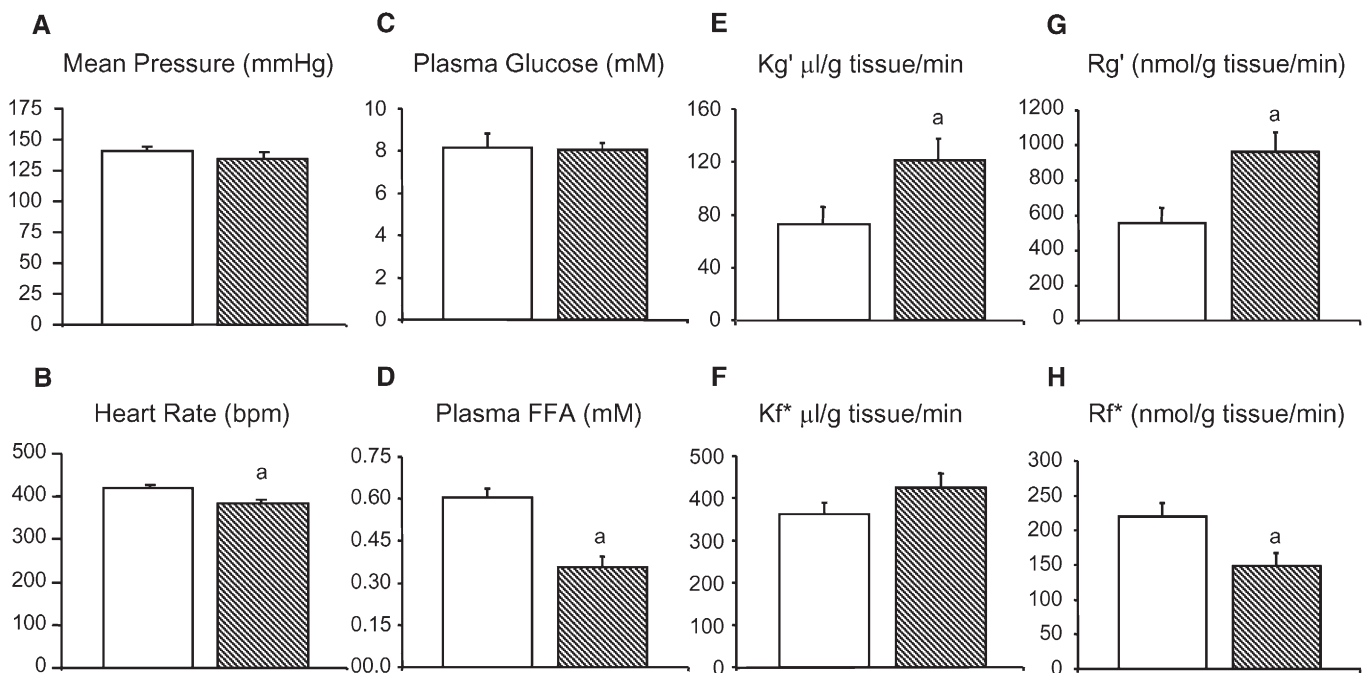 A
Mean Pressure (mmHg)
175
150
125
100
75
50
25
0
C
Plasma Glucose (mM)
10
8
6
4
2
0
E
Kg' µl/g tissue/min
160
120
80
40
0
a
G
Rg' (nmol/g tissue/min)
1200
1000
800
600
400
200
0
a
B
Heart Rate (bpm)
500
400
300
200
100
0
a
D
Plasma FFA (mM)
0.75
0.60
0.45
0.30
0.15
00.0
a
F
Kf* µl/g tissue/min
500
400
300
200
100
0
H
Rf* (nmol/g tissue/min)
300
250
200
150
100
50
0
a